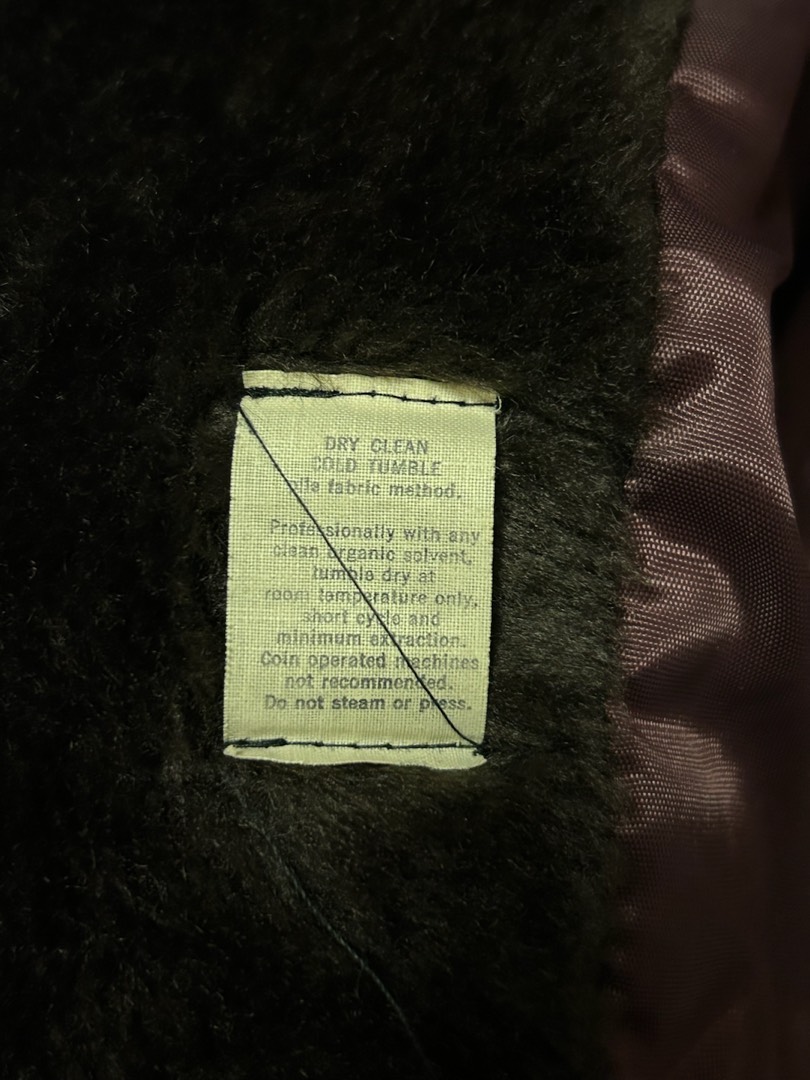 DRY CLEAN
COLD TUMBLE
pile fabric method.
Professionally with any
clean organic solvent,
tumble dry at
room temperature only,
short cycle and
minimum extraction.
Coin operated machines
not recommended.
Do not steam or press.